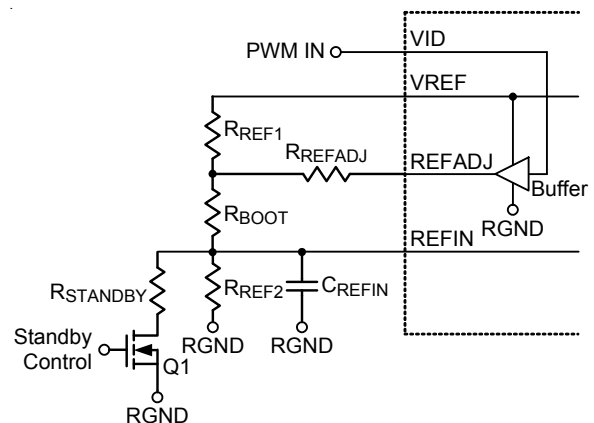 PWM IN
VID
VREF
RREF1
RREFADJ
REFADJ
Buffer
RGND
RBOOT
REFIN
RSTANDBY
RREF2
CREFIN
RGND
RGND
Standby
Control
Q1
RGND